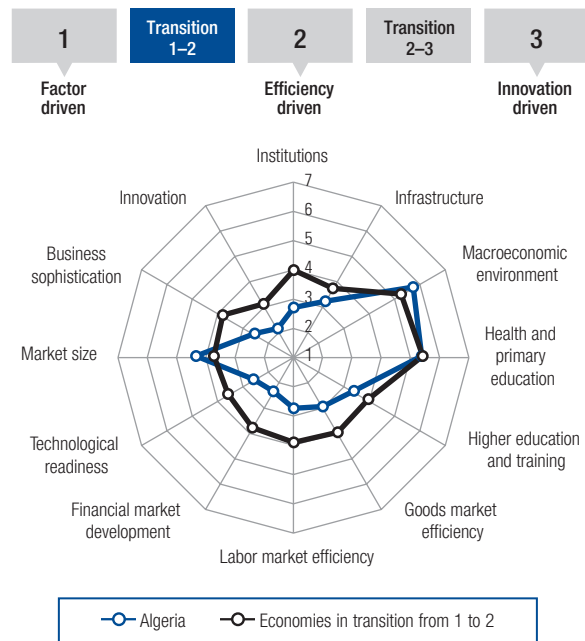 1
Transition
1–2
2
Transition
2–3
3
Factor
driven
Efficiency
driven
Innovation
driven
Institutions
7
6
5
4
3
2
1
Infrastructure
Macroeconomic
environment
Health and
primary
education
Higher education
and training
Goods market
efficiency
Labor market efficiency
Financial market
development
Technological
readiness
Market size
Business
sophistication
Innovation
Algeria
Economies in transition from 1 to 2